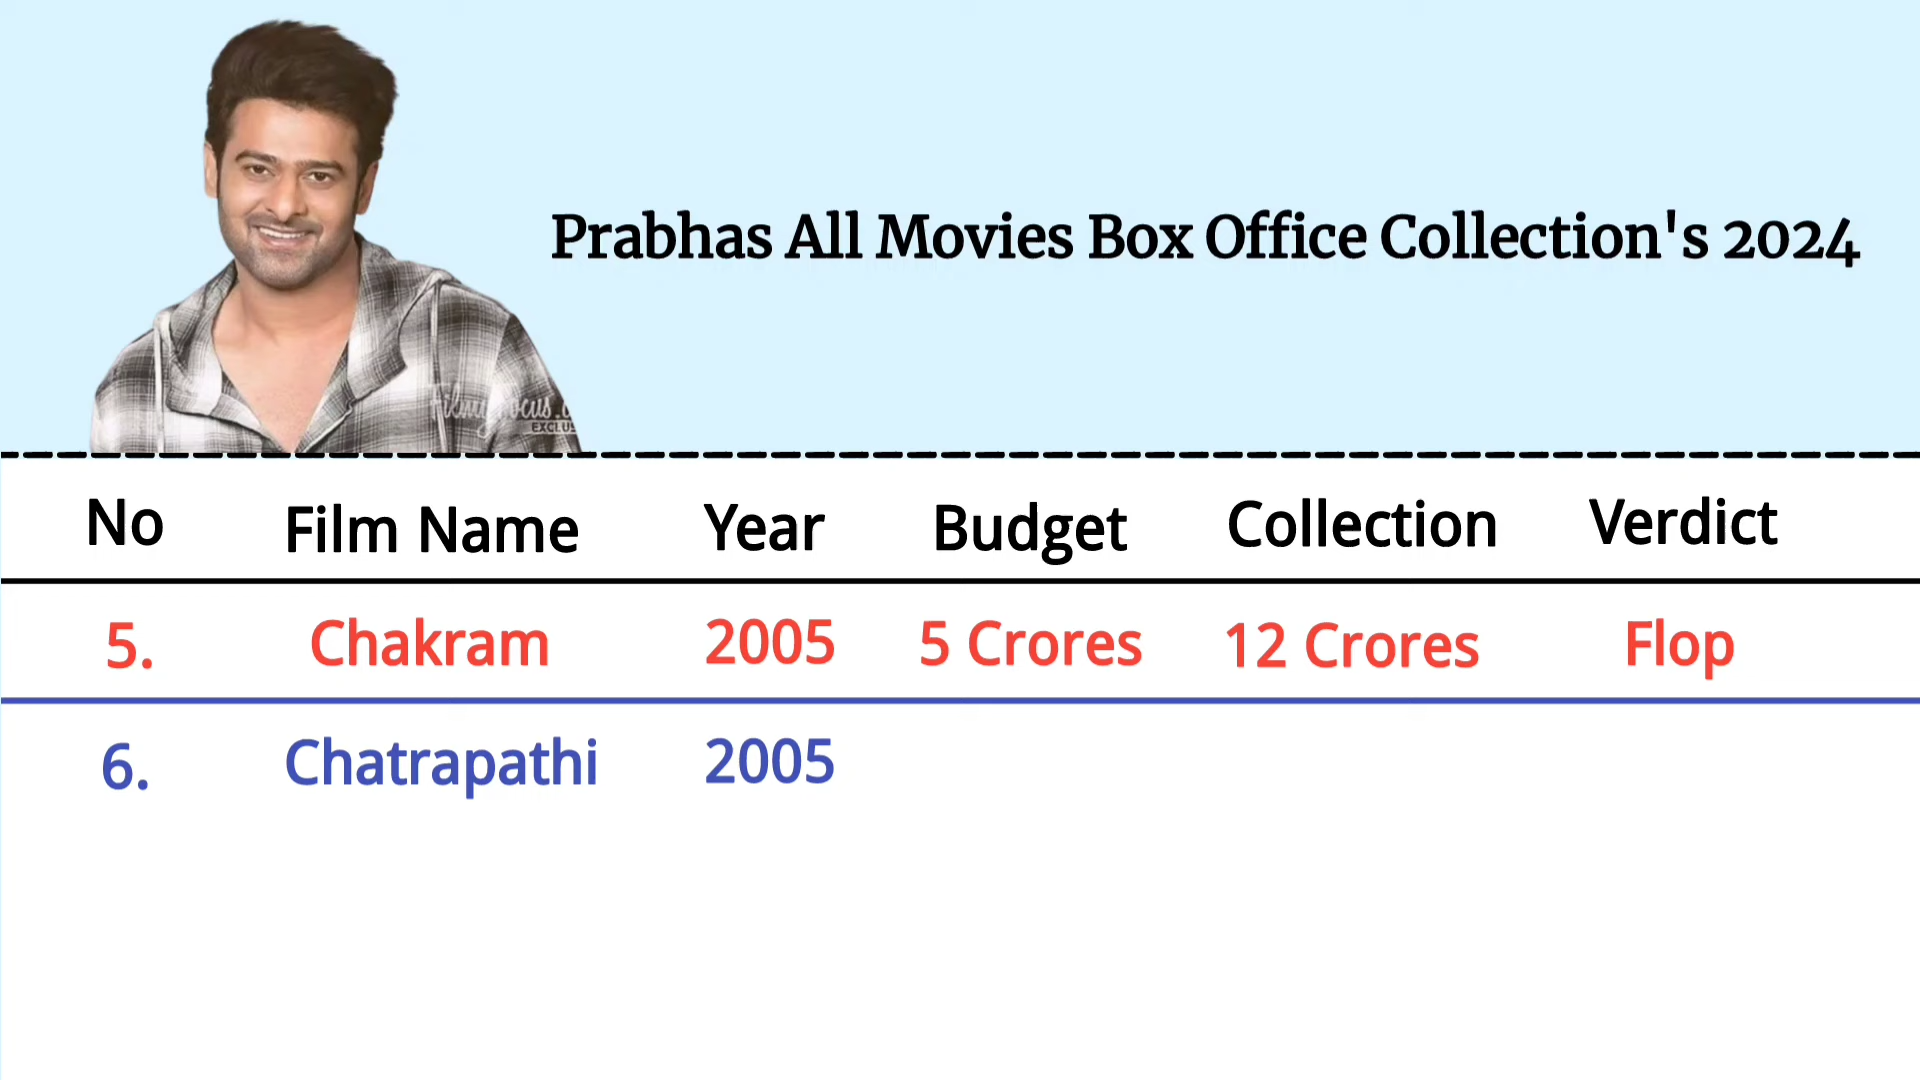 Prabhas All Movies Box Office Collection's 2024
No Film Name Year Budget Collection Verdict
5. Chakram 2005 5 Crores 12 Crores Flop
6. Chatrapathi 2005